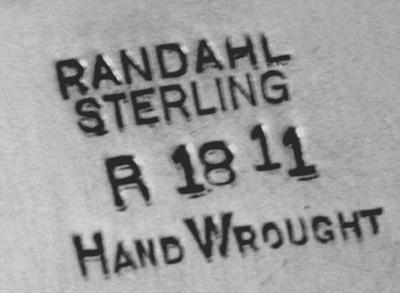 RANDAHL
STERLING
R 18 11
HAND WROUGHT